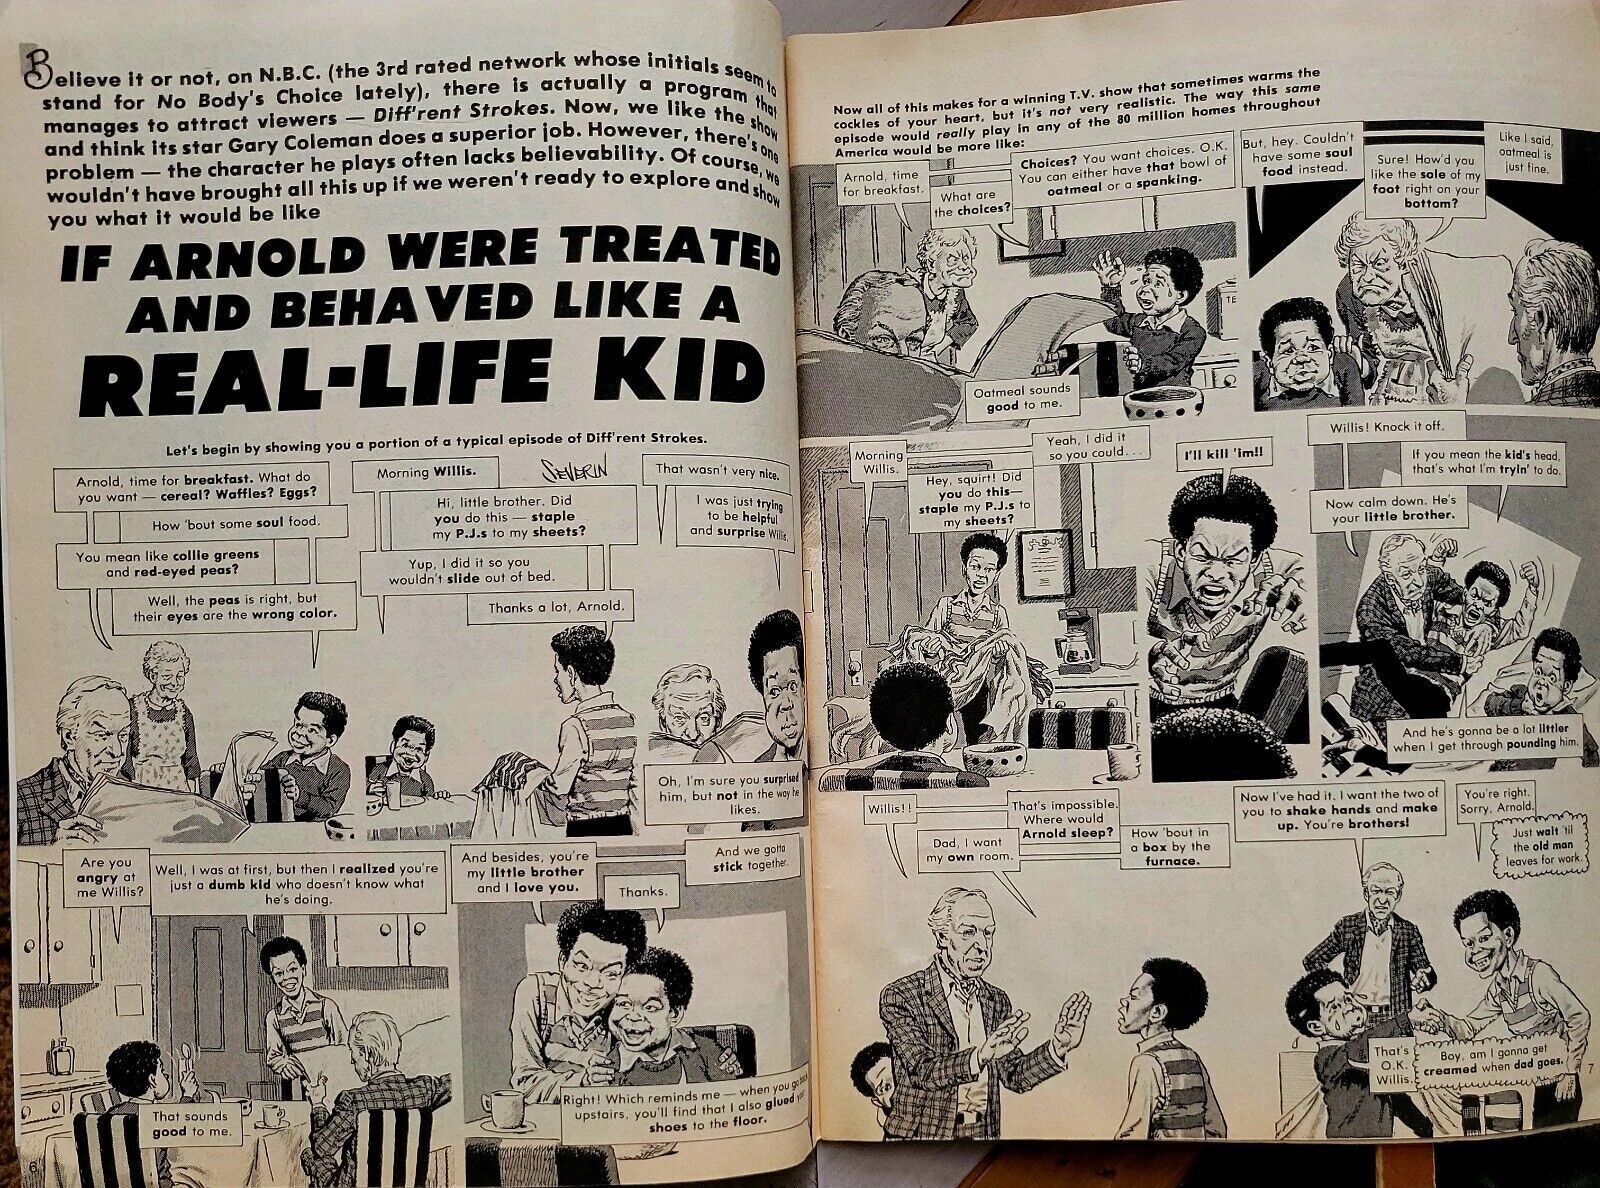 Believe it or not, on N.B.C. (the 3rd rated network whose initials seem to
stand for No Body's Choice lately), there is actually a program that
manages to attract viewers — Diff'rent Strokes. Now, we like the show
and think its star Gary Coleman does a superior job. However, there's one
problem — the character he plays often lacks believability. Of course, we
wouldn't have brought all this up if we weren't ready to explore and show
you what it would be like
IF ARNOLD WERE TREATED
AND BEHAVED LIKE A
REAL-LIFE KID
Let's begin by showing you a portion of a typical episode of Diff'rent Strokes.
Arnold, time for breakfast. What do
you want — cereal? Waffles? Eggs?
How 'bout some soul food.
You mean like collie greens
and red-eyed peas?
Well, the peas is right, but
their eyes are the wrong color.
Morning Willis.
SEVERIN
Hi, little brother. Did
you do this — staple
my P.J.s to my sheets?
Yup, I did it so you
wouldn't slide out of bed.
Thanks a lot, Arnold.
That wasn't very nice.
I was just trying
to be helpful
and surprise Willis
Oh, I'm sure you surprised
him, but not in the way he
likes.
Are you
angry at
me Willis?
Well, I was at first, but then I realized you're
just a dumb kid who doesn't know what
he's doing.
That sounds
good to me.
And besides, you're
my little brother
and I love you.
And we gotta
stick together.
Thanks.
Right! Which reminds me — when you go back
upstairs, you'll find that I also glued your
shoes to the floor.
6
Now all of this makes for a winning T.V. show that sometimes warms the
cockles of your heart, but it's not very realistic. The way this same
episode would really play in any of the 80 million homes throughout
America would be more like:
Arnold, time
for breakfast.
What are
the choices?
Choices? You want choices. O.K.
You can either have that bowl of
oatmeal or a spanking.
Oatmeal sounds
good to me.
But, hey. Couldn't
have some soul
food instead.
Sure! How'd you
like the sole of my
foot right on your
bottom?
Like I said,
oatmeal is
just fine.
Morning
Willis.
Hey, squirt! Did
you do this—
staple my P.J.s to
my sheets?
Yeah, I did it
so you could...
I'll kill 'im!!
Willis! Knock it off.
If you mean the kid's head,
that's what I'm tryin' to do.
Now calm down. He's
your little brother.
And he's gonna be a lot littler
when I get through pounding him.
Willis!!
Dad, I want
my own room.
That's impossible.
Where would
Arnold sleep?
How 'bout in
a box by the
furnace.
Now I've had it. I want the two of
you to shake hands and make
up. You're brothers!
You're right.
Sorry, Arnold.
Just wait 'til
the old man
leaves for work.
That's
O.K.
Willis.
Boy, am I gonna get
creamed when dad goes.
7